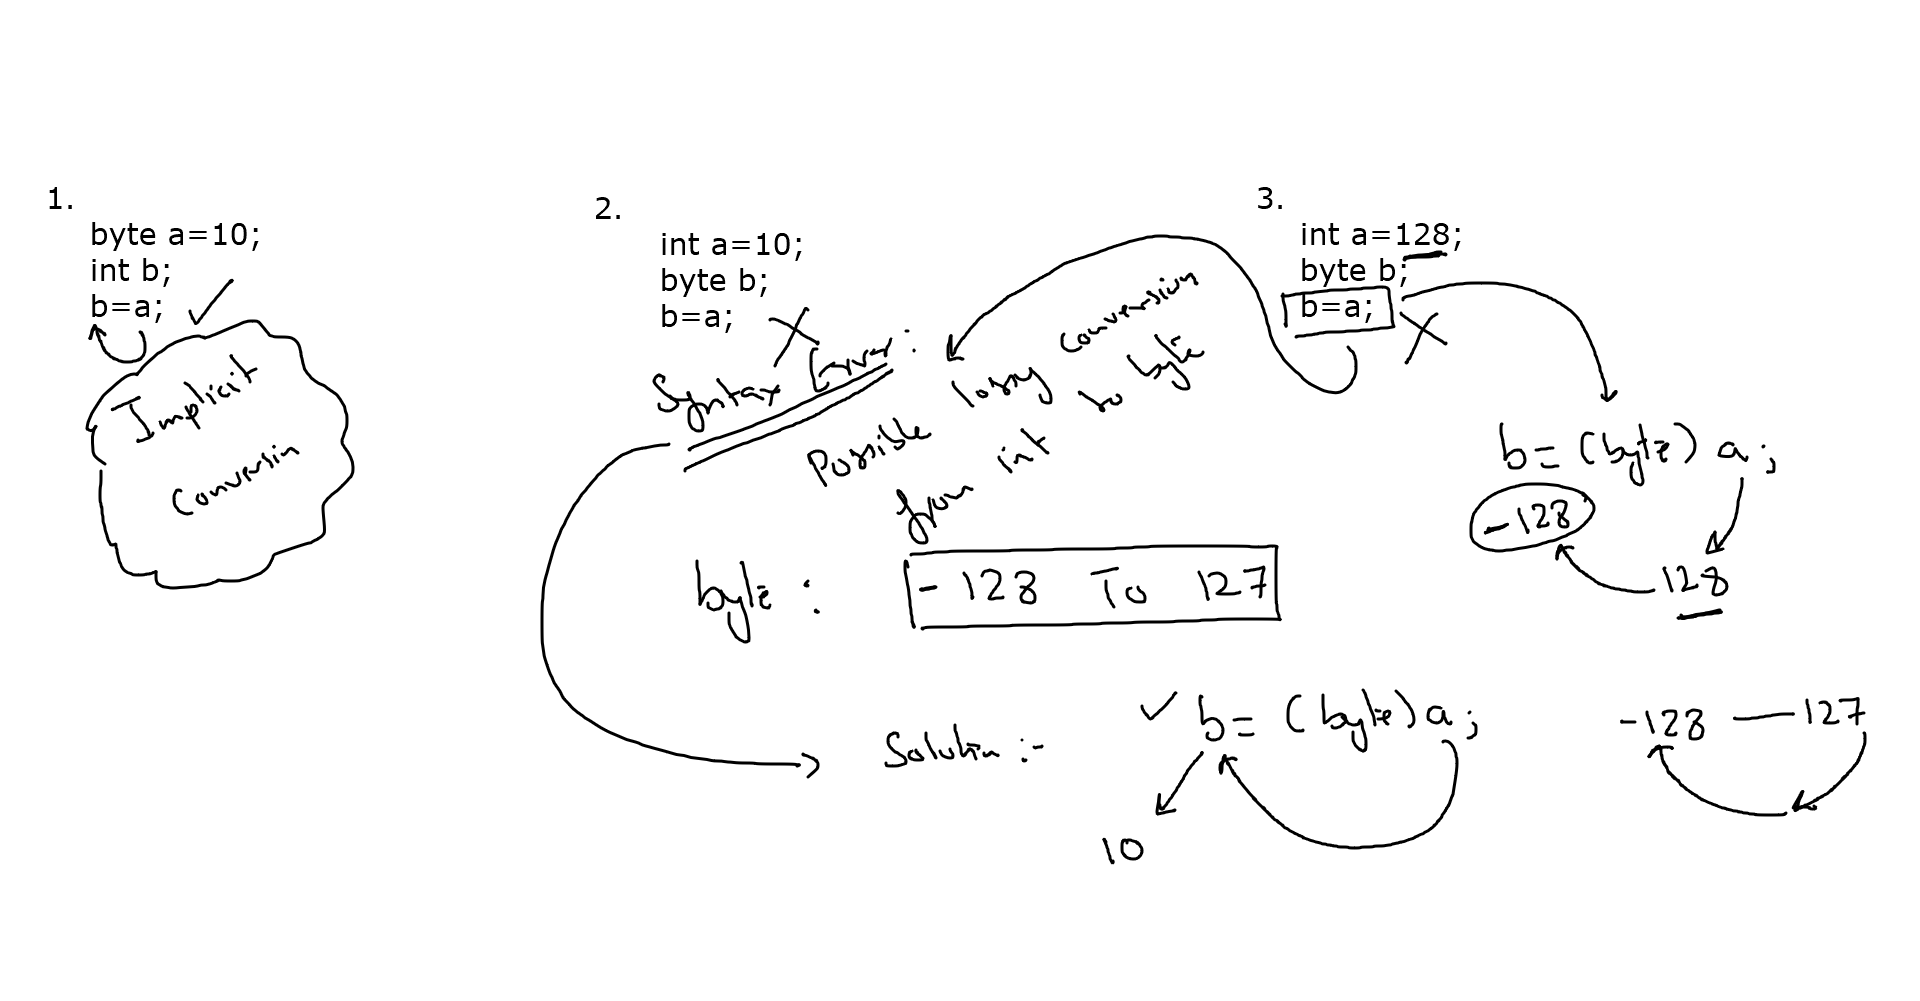 1.
byte a=10;
int b;
b=a;
Implicit
Conversin
2.
int a=10;
byte b;
b=a;
Syntax Error:
Possible lossy conversion
from int to byte
byte :
-128 To 127
Solution :-
b= (byte) a;
10
3.
int a=128;
byte b;
b=a;
b= (byte) a;
-128
128
-128 — 127